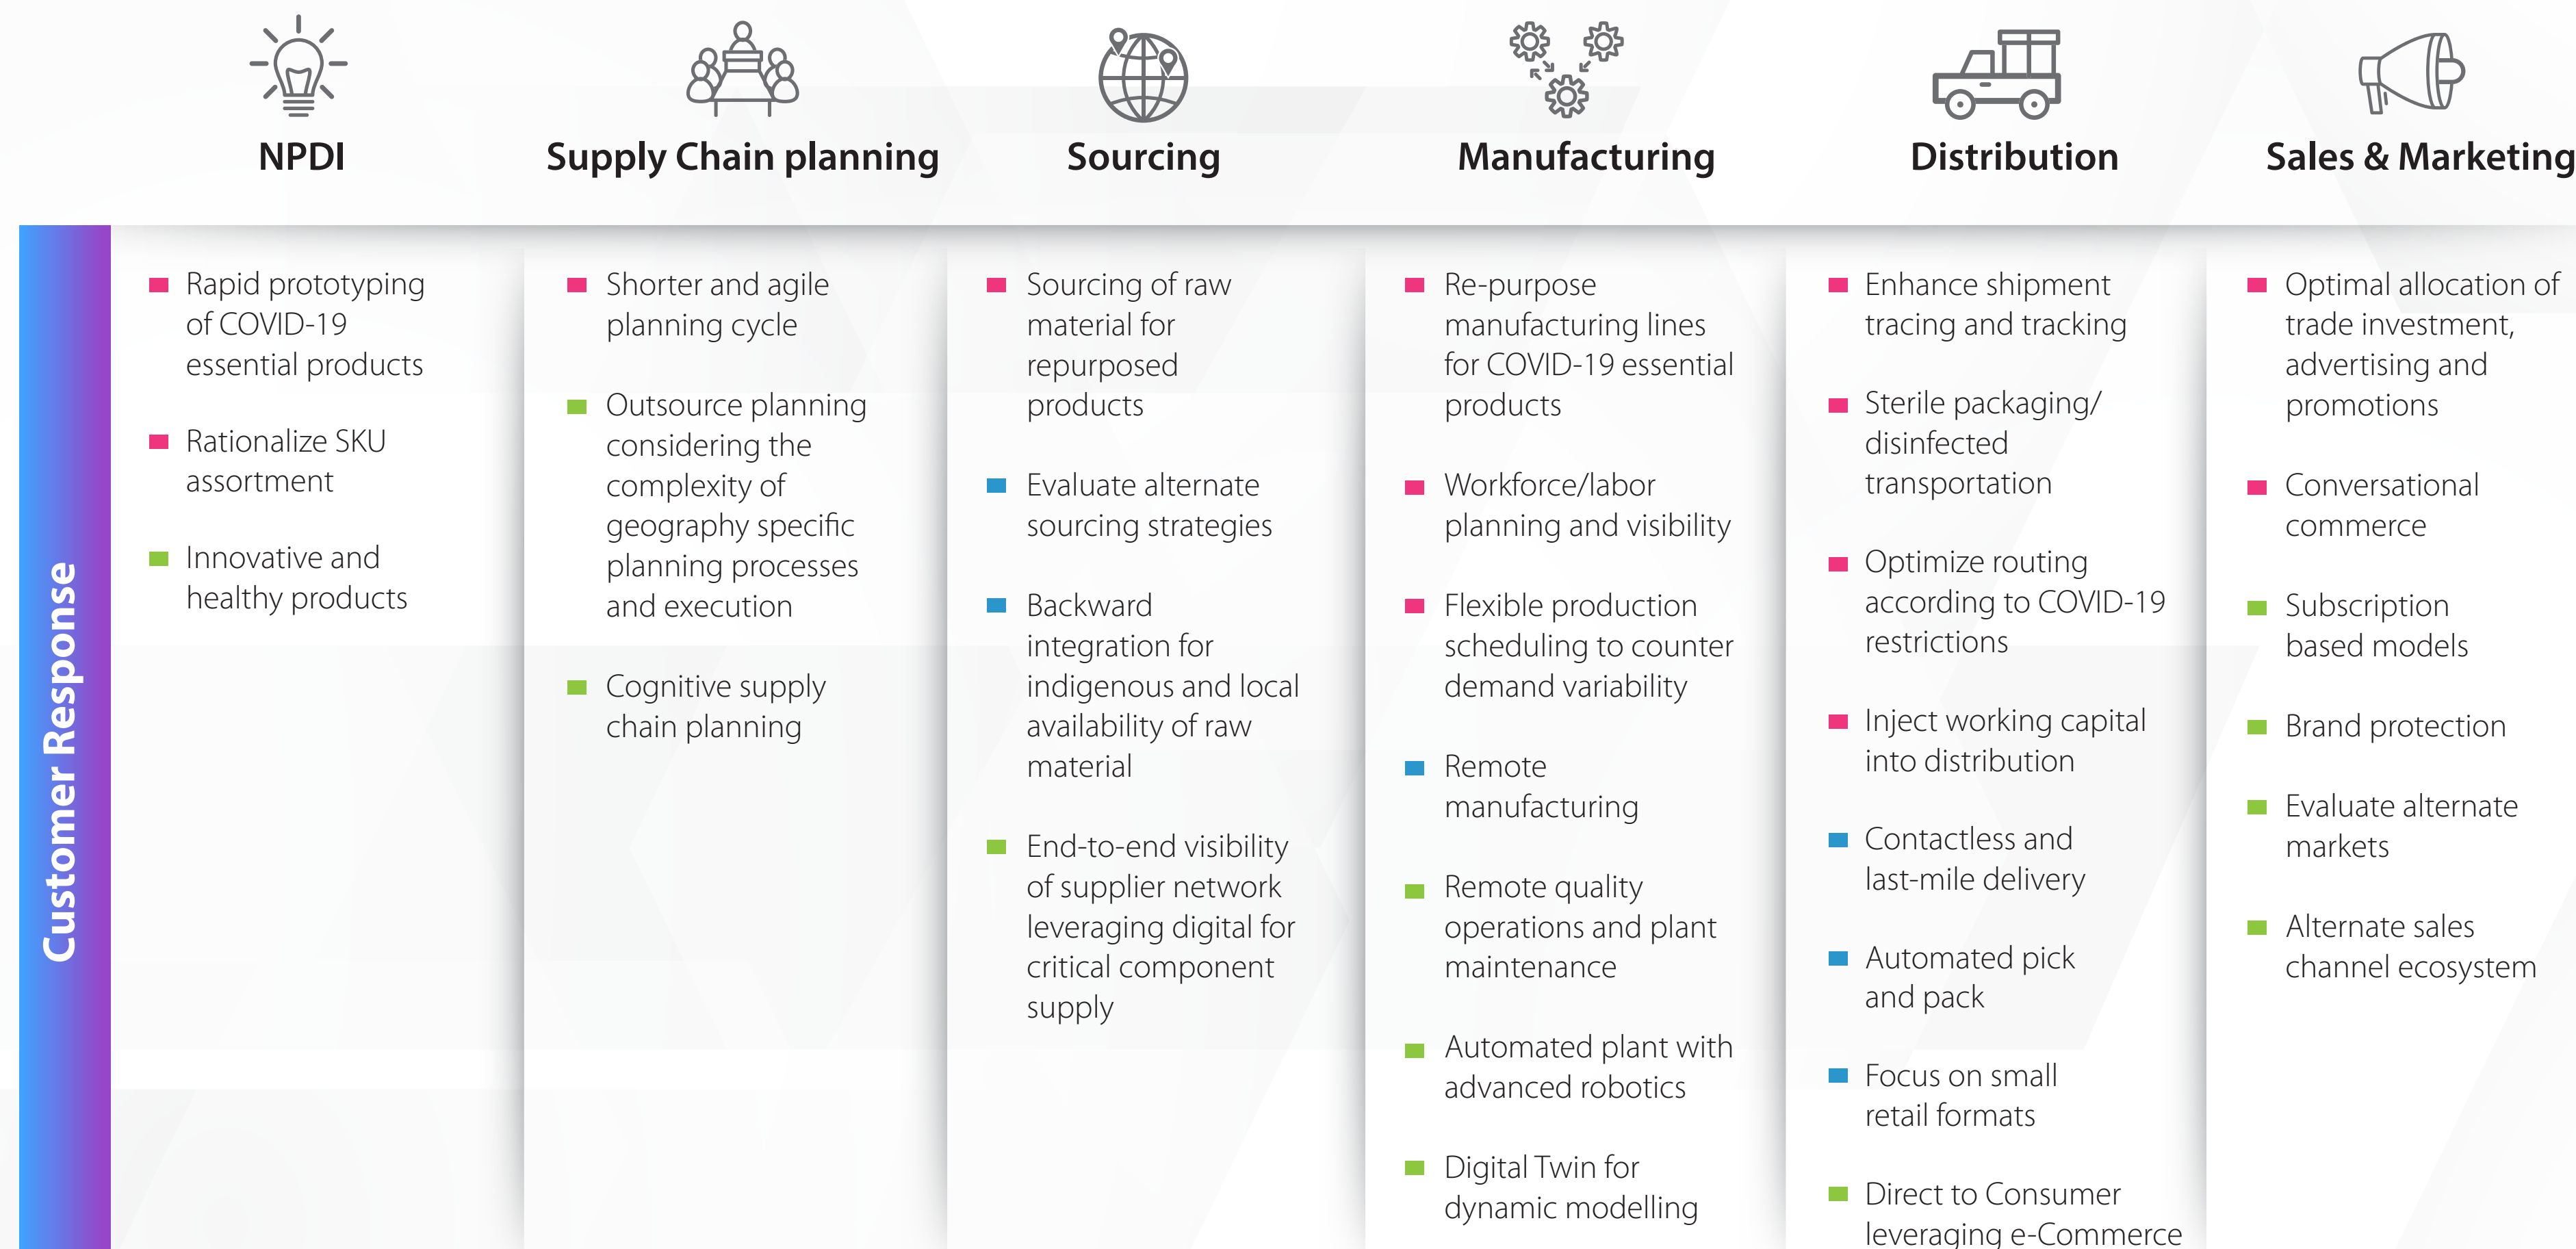 NPDI
Supply Chain planning
Sourcing
Manufacturing
Distribution
Sales & Marketing
Customer Response
Rapid prototyping
of COVID-19
essential products
Rationalize SKU
assortment
Innovative and
healthy products
Shorter and agile
planning cycle
Outsource planning
considering the
complexity of
geography specific
planning processes
and execution
Cognitive supply
chain planning
Sourcing of raw
material for
repurposed
products
Evaluate alternate
sourcing strategies
Backward
integration for
indigenous and local
availability of raw
material
End-to-end visibility
of supplier network
leveraging digital for
critical component
supply
Re-purpose
manufacturing lines
for COVID-19 essential
products
Workforce/labor
planning and visibility
Flexible production
scheduling to counter
demand variability
Remote
manufacturing
Remote quality
operations and plant
maintenance
Automated plant with
advanced robotics
Digital Twin for
dynamic modelling
Enhance shipment
tracing and tracking
Sterile packaging/
disinfected
transportation
Optimize routing
according to COVID-19
restrictions
Inject working capital
into distribution
Contactless and
last-mile delivery
Automated pick
and pack
Focus on small
retail formats
Direct to Consumer
leveraging e-Commerce
Optimal allocation of
trade investment,
advertising and
promotions
Conversational
commerce
Subscription
based models
Brand protection
Evaluate alternate
markets
Alternate sales
channel ecosystem